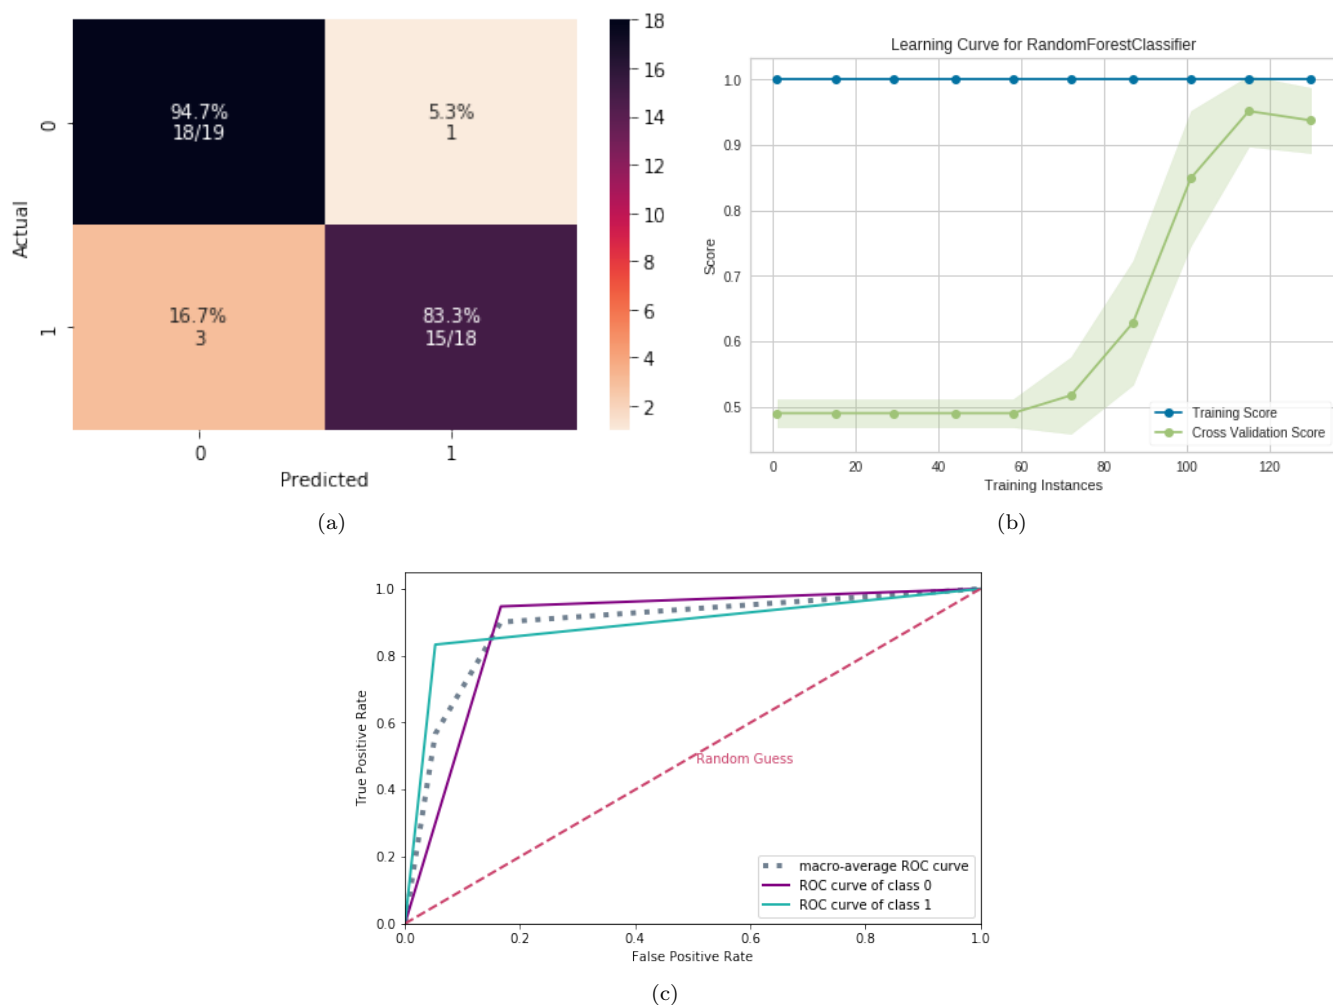 94.7%
18/19
5.3%
1
16.7%
3
83.3%
15/18
0
1
Actual
0
1
Predicted
18
16
14
12
10
8
6
4
2
(a)
Learning Curve for RandomForestClassifier
1.0
0.9
0.8
0.7
0.6
0.5
Score
0
20
40
60
80
100
120
Training Instances
Training Score
Cross Validation Score
(b)
1.0
0.8
0.6
0.4
0.2
0.0
True Positive Rate
Random Guess
macro-average ROC curve
ROC curve of class 0
ROC curve of class 1
0.0
0.2
0.4
0.6
0.8
1.0
False Positive Rate
(c)